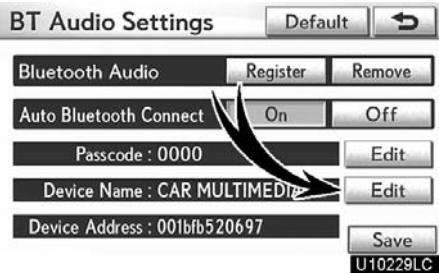 BT Audio Settings Default
Bluetooth Audio Register Remove
Auto Bluetooth Connect On Off
Passcode : 0000 Edit
Device Name : CAR MULTIMEDIA Edit
Device Address : 001bfb520697
Save
U10229LC